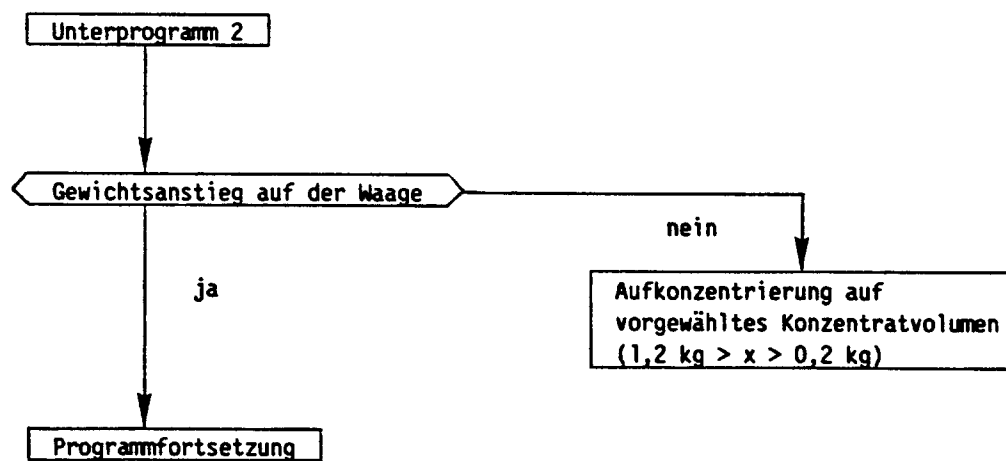 Unterprogramm 2
Gewichtsanstieg auf der Waage
nein
ja
Aufkonzentrierung auf
vorgewähltes Konzentratvolumen
(1,2 kg > x > 0,2 kg)
Programmfortsetzung